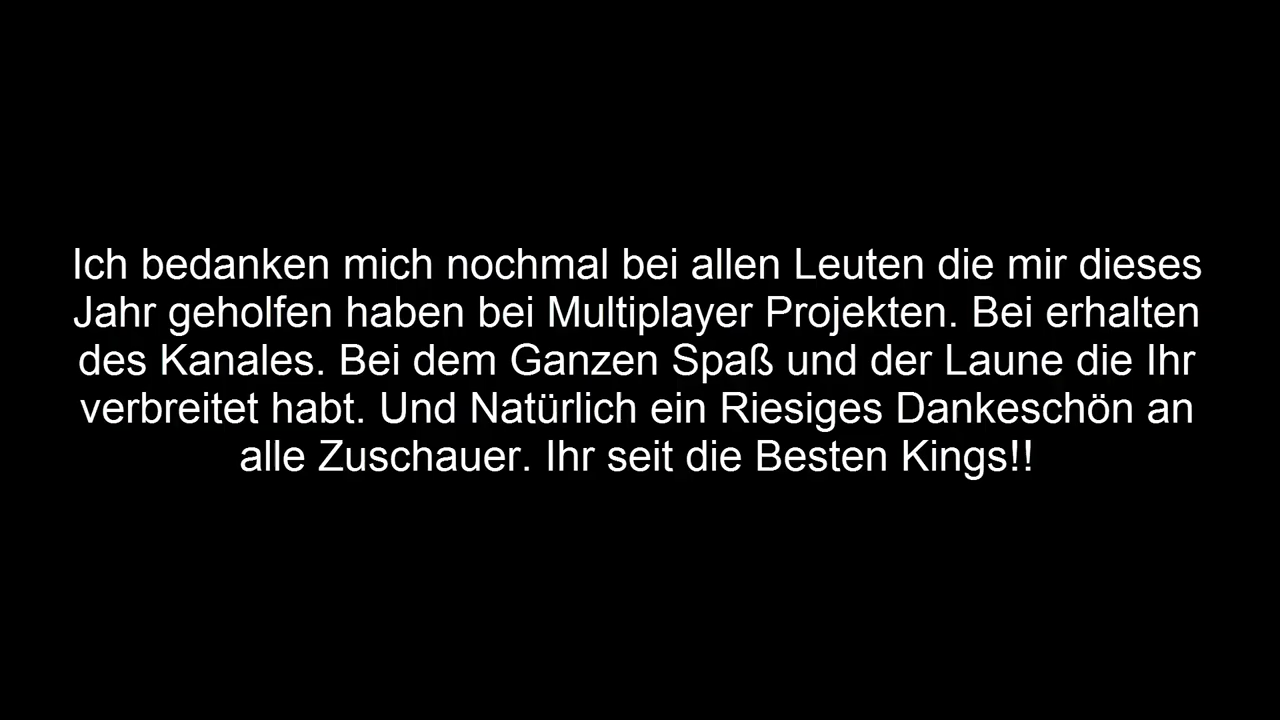 Ich bedanken mich nochmal bei allen Leuten die mir dieses
Jahr geholfen haben bei Multiplayer Projekten. Bei erhalten
des Kanales. Bei dem Ganzen Spaß und der Laune die Ihr
verbreitet habt. Und Natürlich ein Riesiges Dankeschön an
alle Zuschauer. Ihr seit die Besten Kings!!